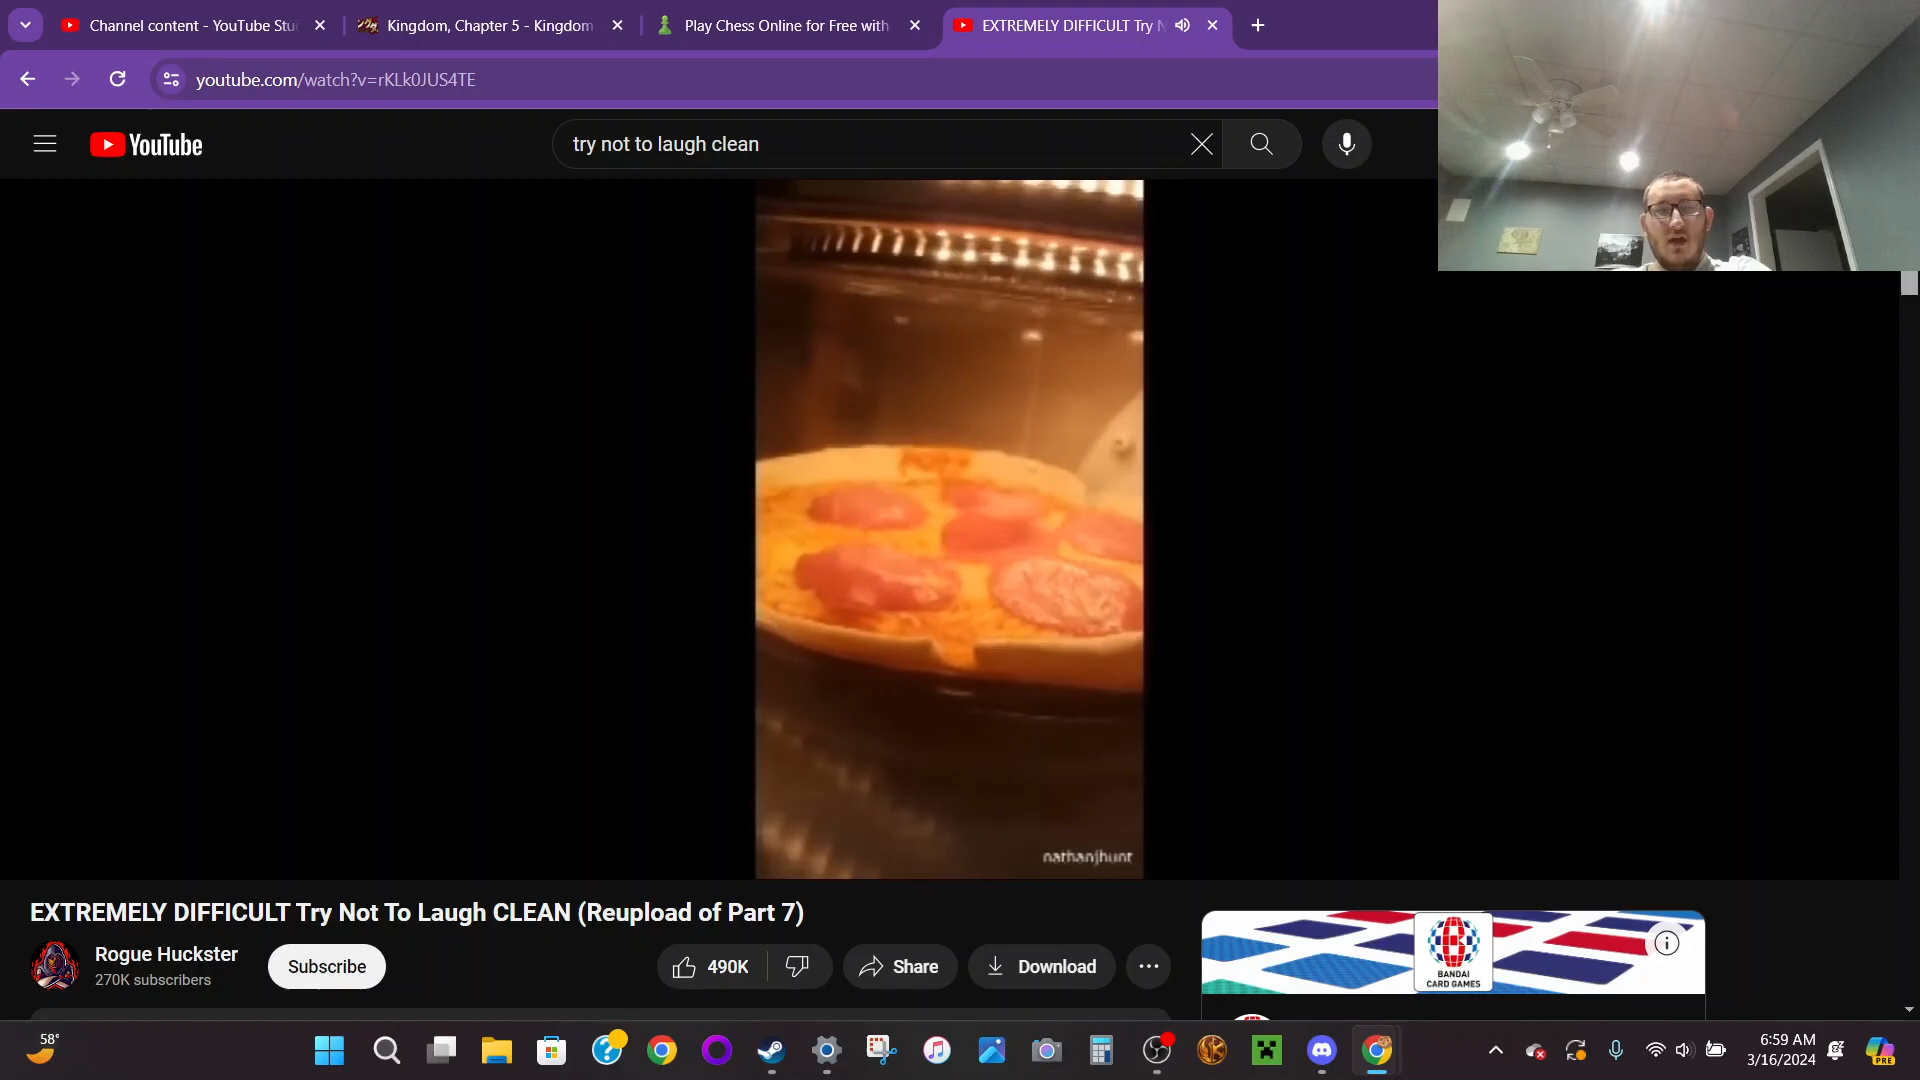 Channel content - YouTube Stu
Kingdom, Chapter 5 - Kingdom
Play Chess Online for Free with
EXTREMELY DIFFICULT Try N
youtube.com/watch?v=rKLk0JUS4TE
YouTube
try not to laugh clean
nathanjhunt
EXTREMELY DIFFICULT Try Not To Laugh CLEAN (Reupload of Part 7)
Rogue Huckster
270K subscribers
Subscribe
490K
Share
Download
BANDAI
CARD GAMES
58°
6:59 AM
3/16/2024
PRE